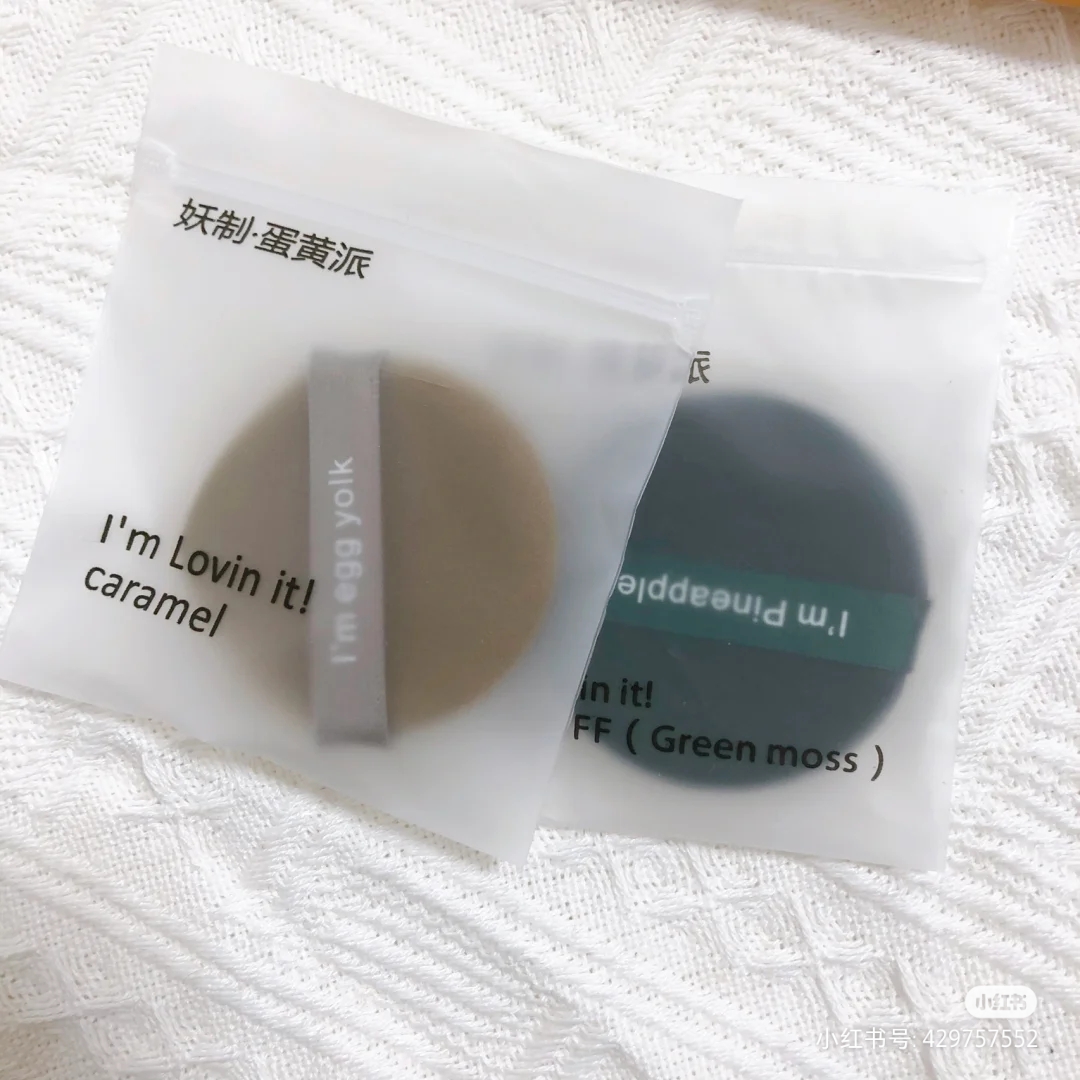 妖制·蛋黄派
I'm egg yolk
I'm Lovin it!
caramel
派
I'm Pineapple
in it!
FF ( Green moss )
小红书
小红书号: 429757552